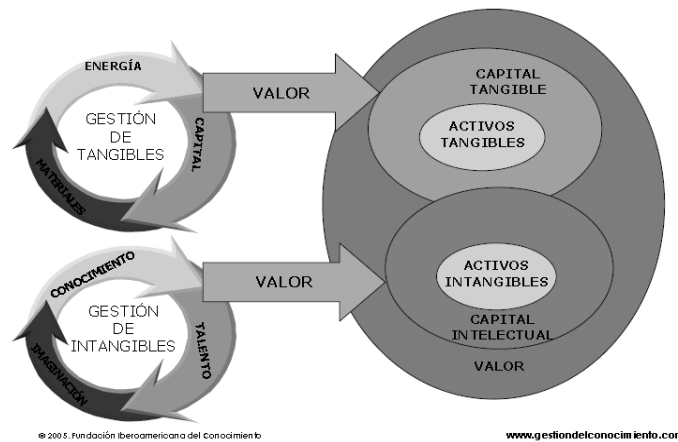 ENERGÍA
CAPITAL
MATERIALES
GESTIÓN
DE
TANGIBLES
VALOR
CAPITAL
TANGIBLE
ACTIVOS
TANGIBLES
CONOCIMIENTO
TALENTO
IMAGINACIÓN
GESTIÓN
DE
INTANGIBLES
VALOR
ACTIVOS
INTANGIBLES
CAPITAL
INTELECTUAL
VALOR
© 2005. Fundación Iberoamericana del Conocimiento
www.gestiondelconocimiento.com